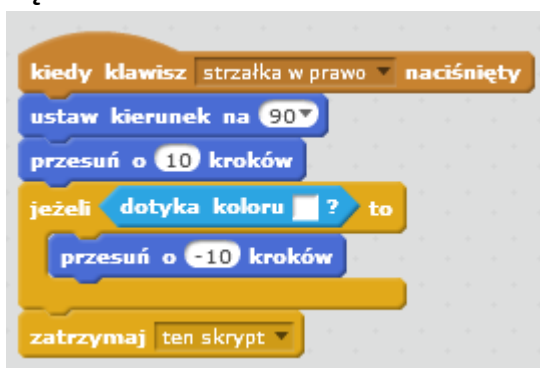 kiedy klawisz strzałka w prawo naciśnięty
ustaw kierunek na 90
przesuń o 10 kroków
jeżeli dotyka koloru ? to
przesuń o -10 kroków
zatrzymaj ten skrypt